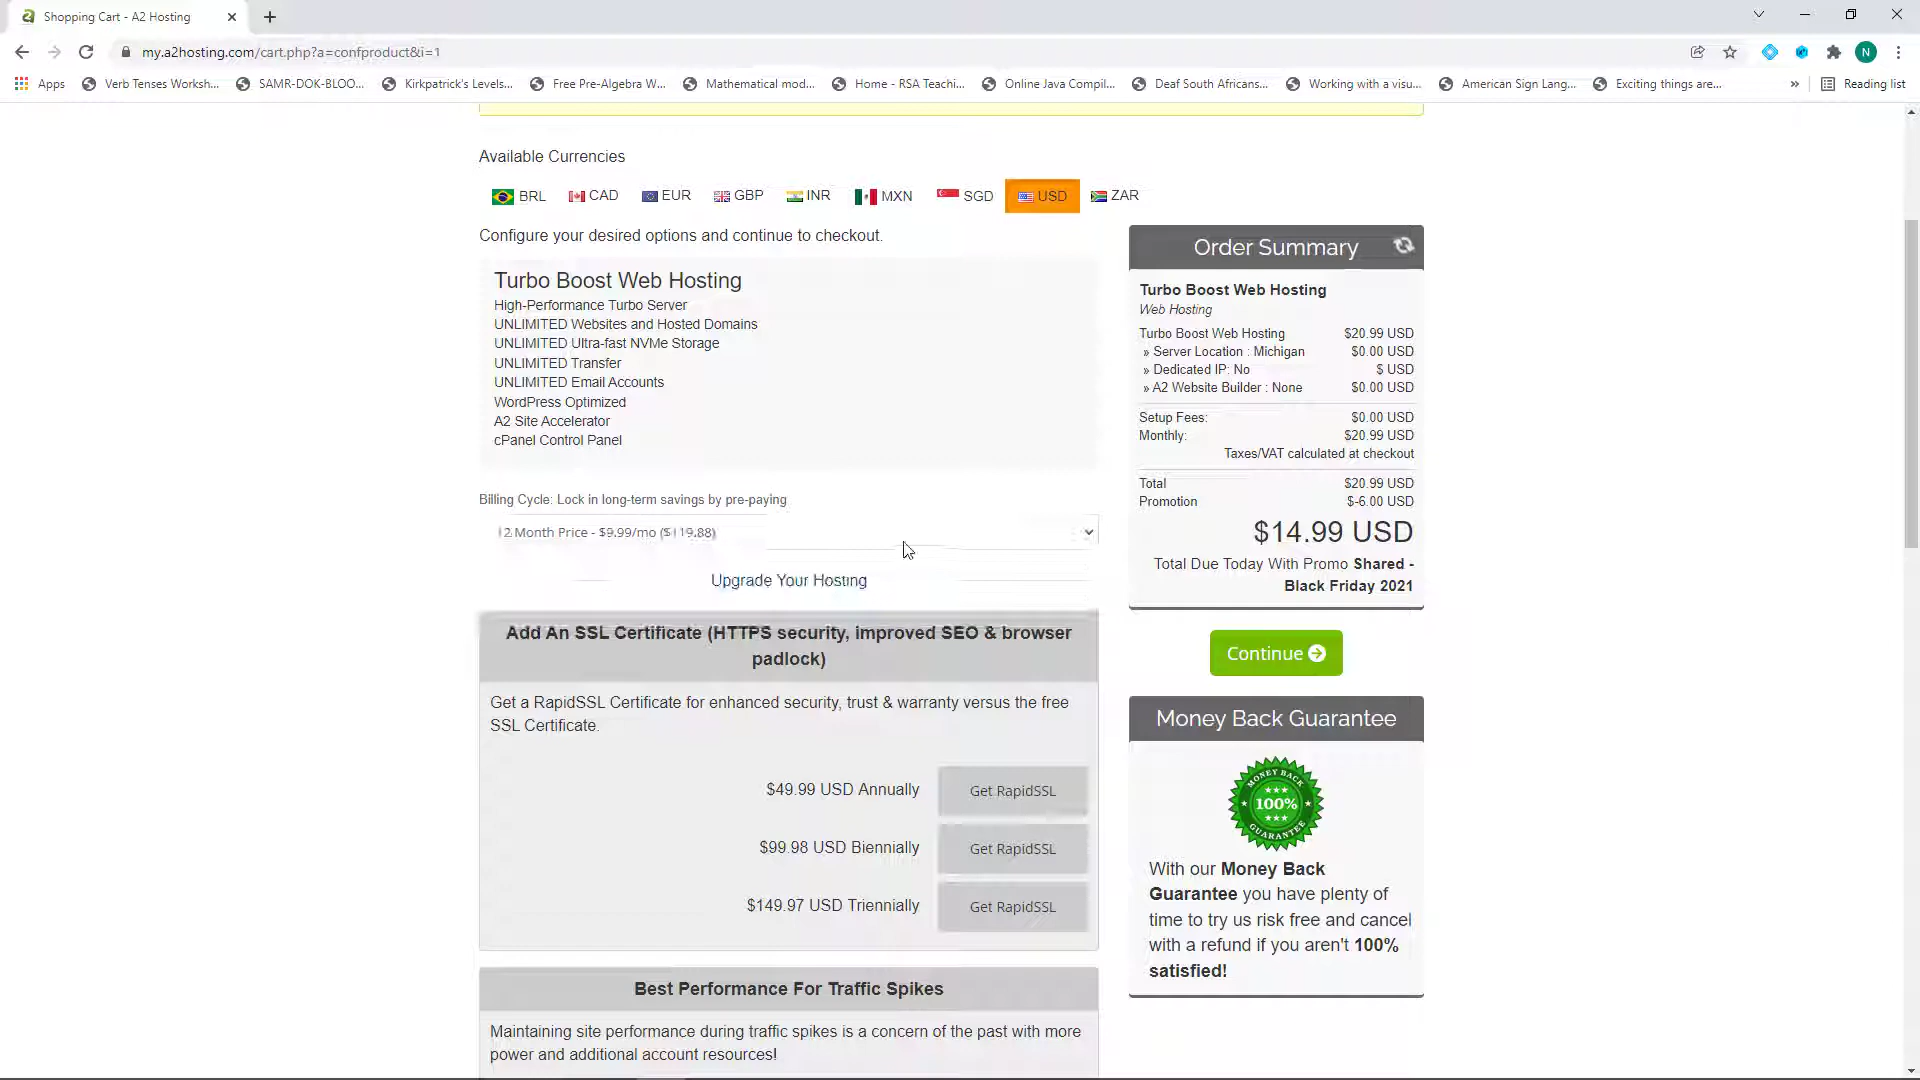 Shopping Cart - A2 Hosting
my.a2hosting.com/cart.php?a=confproduct&i=1
N
Apps
Verb Tenses Worksh...
SAMR-DOK-BLOO...
Kirkpatrick's Levels...
Free Pre-Algebra W...
Mathematical mod...
Home - RSA Teachi...
Online Java Compil...
Deaf South Africans...
Working with a visu...
American Sign Lang...
Exciting things are...
»
Reading list
Available Currencies
BRL CAD EUR GBP INR MXN SGD USD ZAR
Configure your desired options and continue to checkout.
Turbo Boost Web Hosting
High-Performance Turbo Server
UNLIMITED Websites and Hosted Domains
UNLIMITED Ultra-fast NVMe Storage
UNLIMITED Transfer
UNLIMITED Email Accounts
WordPress Optimized
A2 Site Accelerator
cPanel Control Panel
Billing Cycle: Lock in long-term savings by pre-paying
12 Month Price - $9.99/mo ($119.88)
Upgrade Your Hosting
Add An SSL Certificate (HTTPS security, improved SEO & browser
padlock)
Get a RapidSSL Certificate for enhanced security, trust & warranty versus the free
SSL Certificate.
$49.99 USD Annually Get RapidSSL
$99.98 USD Biennially Get RapidSSL
$149.97 USD Triennially Get RapidSSL
Best Performance For Traffic Spikes
Maintaining site performance during traffic spikes is a concern of the past with more
power and additional account resources!
Order Summary
Turbo Boost Web Hosting
Web Hosting
Turbo Boost Web Hosting $20.99 USD
» Server Location : Michigan $0.00 USD
» Dedicated IP: No $ USD
» A2 Website Builder : None $0.00 USD
Setup Fees: $0.00 USD
Monthly: $20.99 USD
Taxes/VAT calculated at checkout
Total $20.99 USD
Promotion $-6.00 USD
$14.99 USD
Total Due Today With Promo Shared -
Black Friday 2021
Continue
Money Back Guarantee
MONEY BACK
100%
GUARANTEE
With our Money Back
Guarantee you have plenty of
time to try us risk free and cancel
with a refund if you aren't 100%
satisfied!